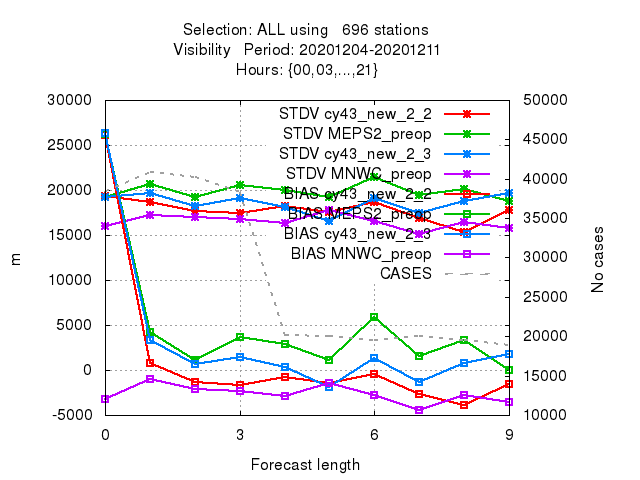 Selection: ALL using   696 stations
Visibility   Period: 20201204-20201211
Hours: {00,03,...,21}
30000
25000
20000
15000
10000
5000
0
-5000
50000
45000
40000
35000
30000
25000
20000
15000
10000
STDV cy43_new_2_2
STDV MEPS2_preop
STDV cy43_new_2_3
STDV MNWC_preop
BIAS cy43_new_2_2
BIAS MEPS2_preop
BIAS cy43_new_2_3
BIAS MNWC_preop
CASES
m
No cases
0 3 6 9
Forecast length